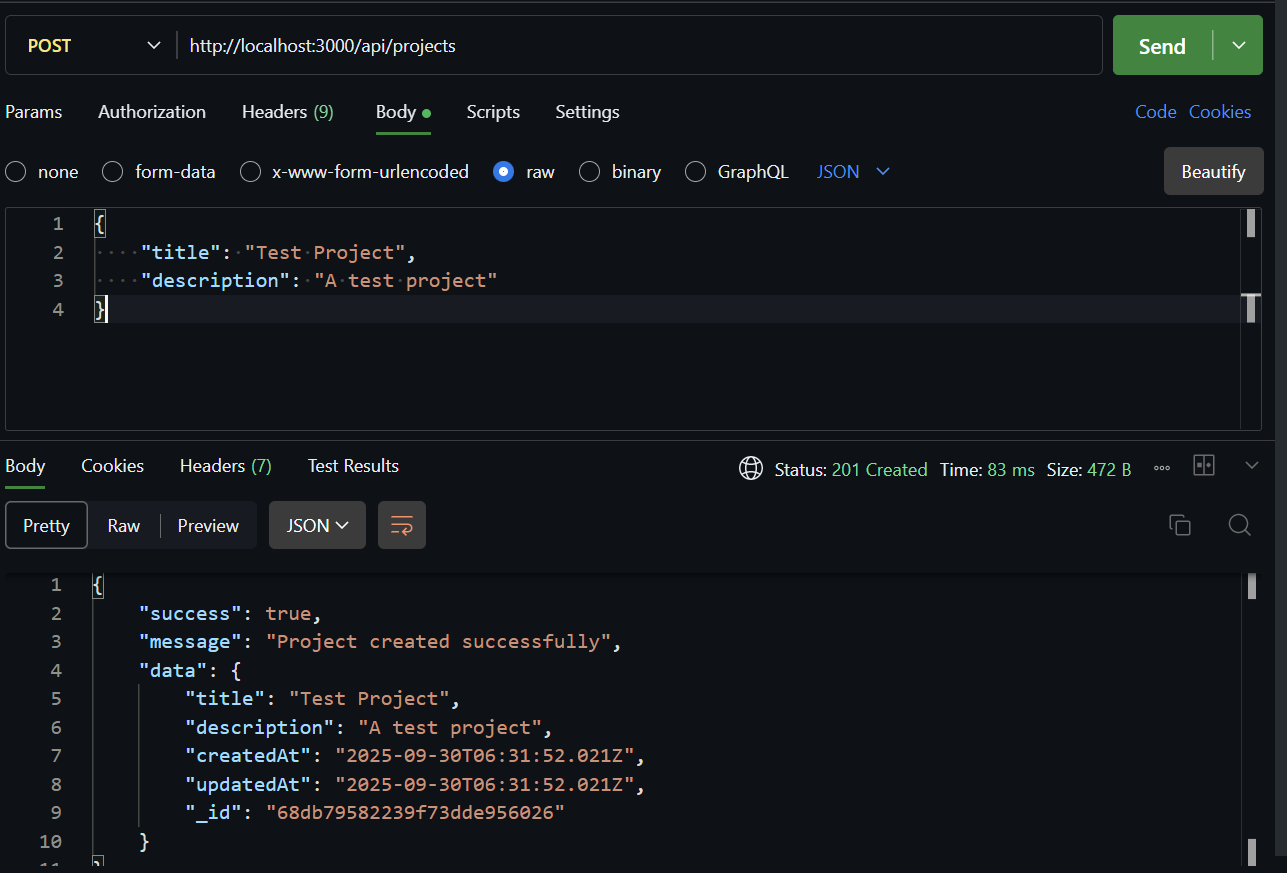 POST http://localhost:3000/api/projects Send
Params Authorization Headers (9) Body Scripts Settings Code Cookies
none form-data x-www-form-urlencoded raw binary GraphQL JSON Beautify
1 {
2 ····"title":·"Test·Project",
3 ····"description":·"A·test·project"
4 }
Body Cookies Headers (7) Test Results Status: 201 Created Time: 83 ms Size: 472 B
Pretty Raw Preview JSON
1 {
2 "success": true,
3 "message": "Project created successfully",
4 "data": {
5 "title": "Test Project",
6 "description": "A test project",
7 "createdAt": "2025-09-30T06:31:52.021Z",
8 "updatedAt": "2025-09-30T06:31:52.021Z",
9 "_id": "68db79582239f73dde956026"
10 }
11 }